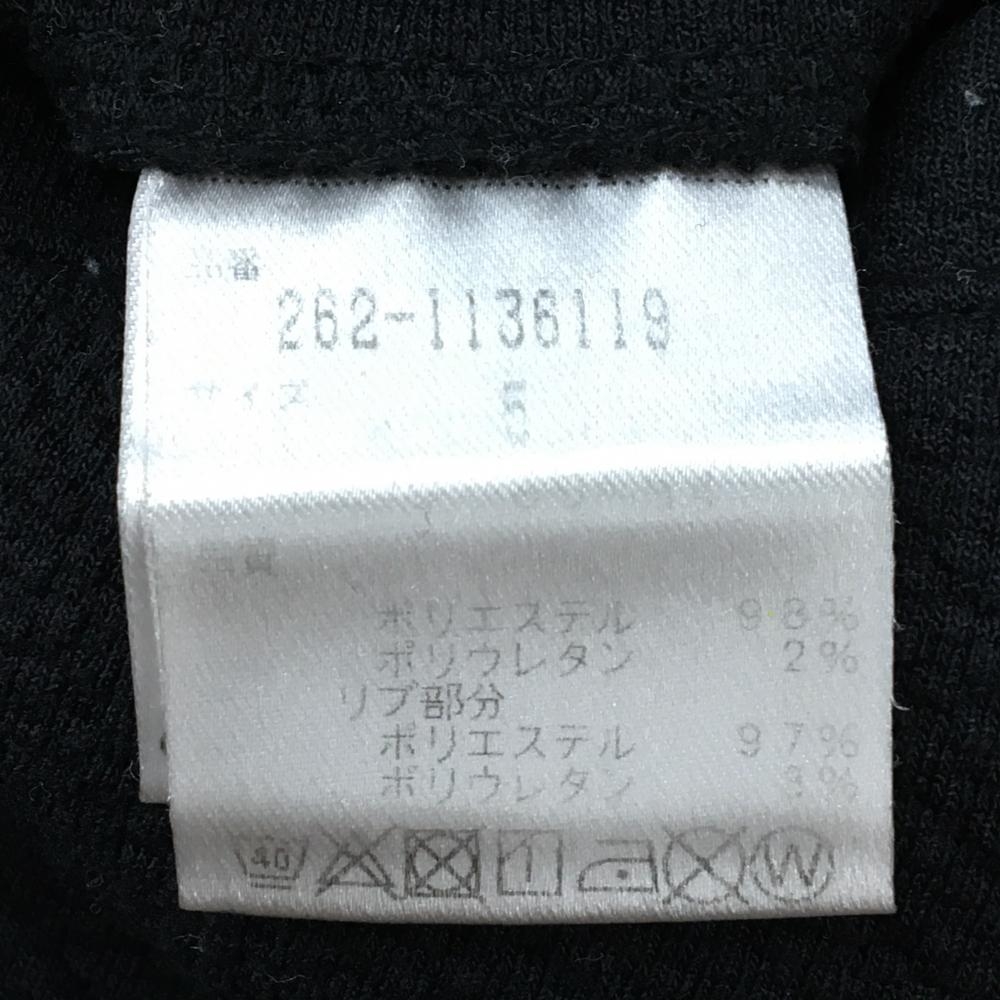 品番
262-1136119
サイズ 5
品質
ポリエステル 98%
ポリウレタン 2%
リブ部分
ポリエステル 97%
ポリウレタン 3%
40 W